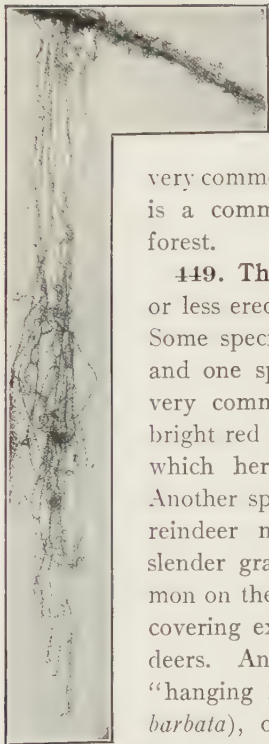 very comm
is a comm
forest.
449. Th
or less erec
Some speci
and one sp
very comm
bright red
which her
Another sp
reindeer m
slender gra
mon on the
covering ex
deers. An
“hanging
barbata), o